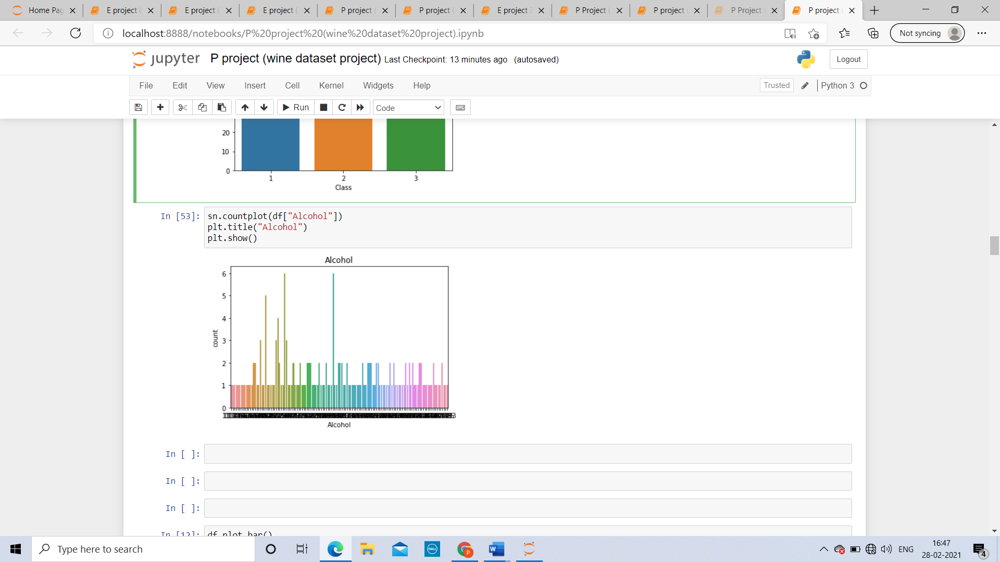 Home Pag
E project (
E project (
E project (
P project (
P project (
E project 3
P Project (
P project (
P Project (
P project (
localhost:8888/notebooks/P%20project%20(wine%20dataset%20project).ipynb
Not syncing
jupyter P project (wine dataset project) Last Checkpoint: 13 minutes ago (autosaved)
Logout
File Edit View Insert Cell Kernel Widgets Help
Trusted
Python 3
Run
Code
20
10
0
1 2 3
Class
In [53]:
sn.countplot(df["Alcohol"])
plt.title("Alcohol")
plt.show()
Alcohol
6
5
4
3
2
1
0
count
Alcohol
In [ ]:
In [ ]:
In [ ]:
In [12]: df.plot.bar()
Type here to search
DELL
ENG
16:47
28-02-2021
4